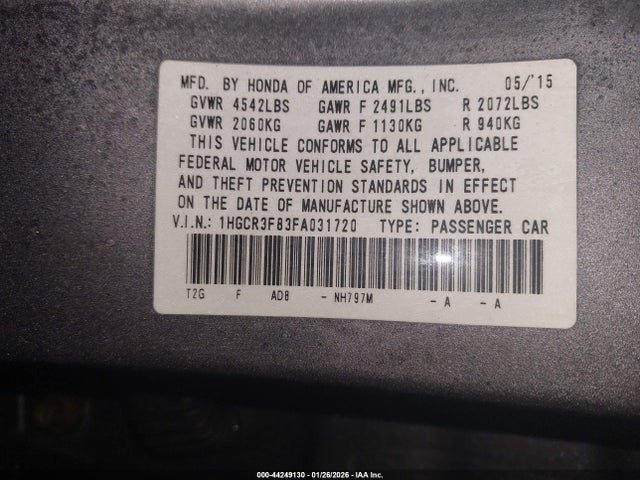 MFD. BY HONDA OF AMERICA MFG., INC. 05/'15
GVWR 4542LBS GAWR F 2491LBS R 2072LBS
GVWR 2060KG GAWR F 1130KG R 940KG
THIS VEHICLE CONFORMS TO ALL APPLICABLE
FEDERAL MOTOR VEHICLE SAFETY, BUMPER,
AND THEFT PREVENTION STANDARDS IN EFFECT
ON THE DATE OF MANUFACTURE SHOWN ABOVE.
V.I.N.: 1HGCR3F83FA031720 TYPE: PASSENGER CAR
T2G F AD8 - NH797M - A - A
000-44249130 - 01/26/2026 - IAA Inc.